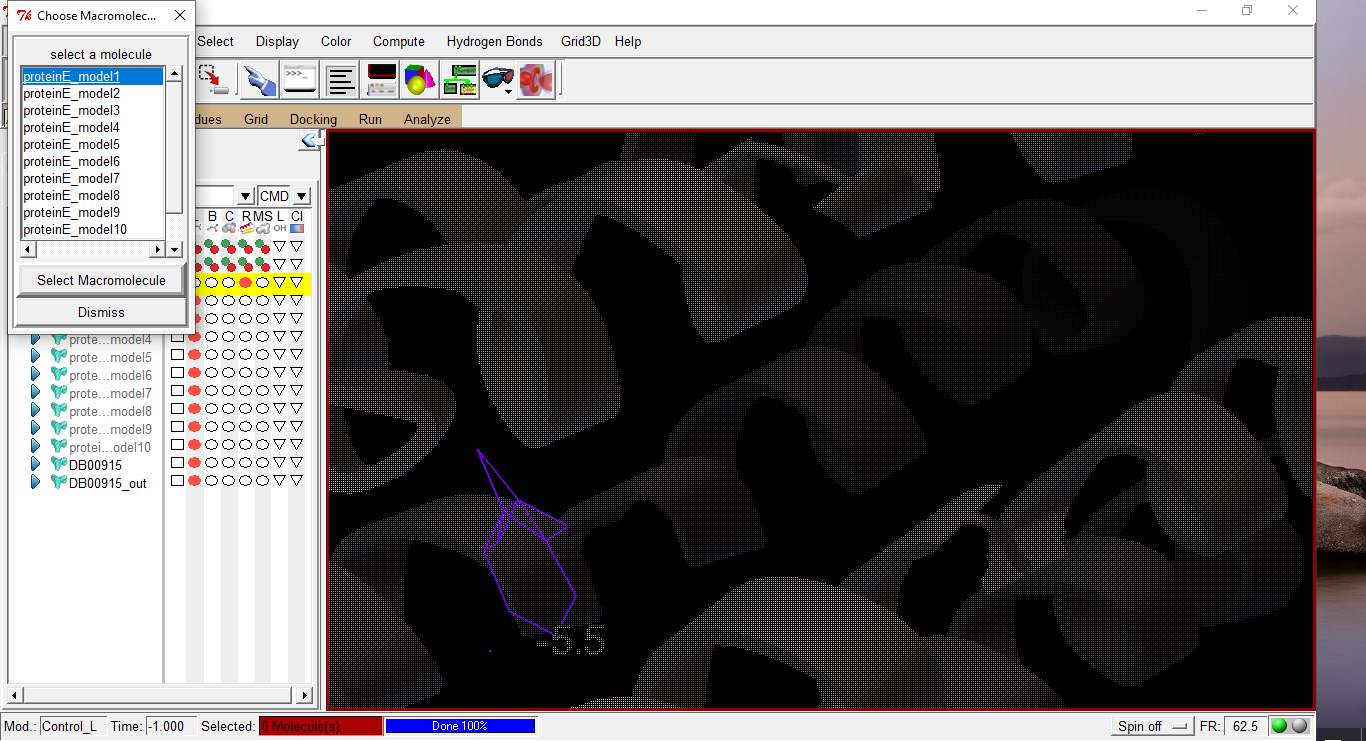 Choose Macromolec...
select a molecule
proteinE_model1
proteinE_model2
proteinE_model3
proteinE_model4
proteinE_model5
proteinE_model6
proteinE_model7
proteinE_model8
proteinE_model9
proteinE_model10
Select Macromolecule
Dismiss
Select Display Color Compute Hydrogen Bonds Grid3D Help
>>>_
dues Grid Docking Run Analyze
CMD
B C R MS L Cl
OH
prote...model4
prote...model5
prote...model6
prote...model7
prote...model8
prote...model9
protei...odel10
DB00915
DB00915_out
-5.5
Mod.: Control_L Time: -1.000 Selected: 0 Molecule(s) Done 100% Spin off FR: 62.5